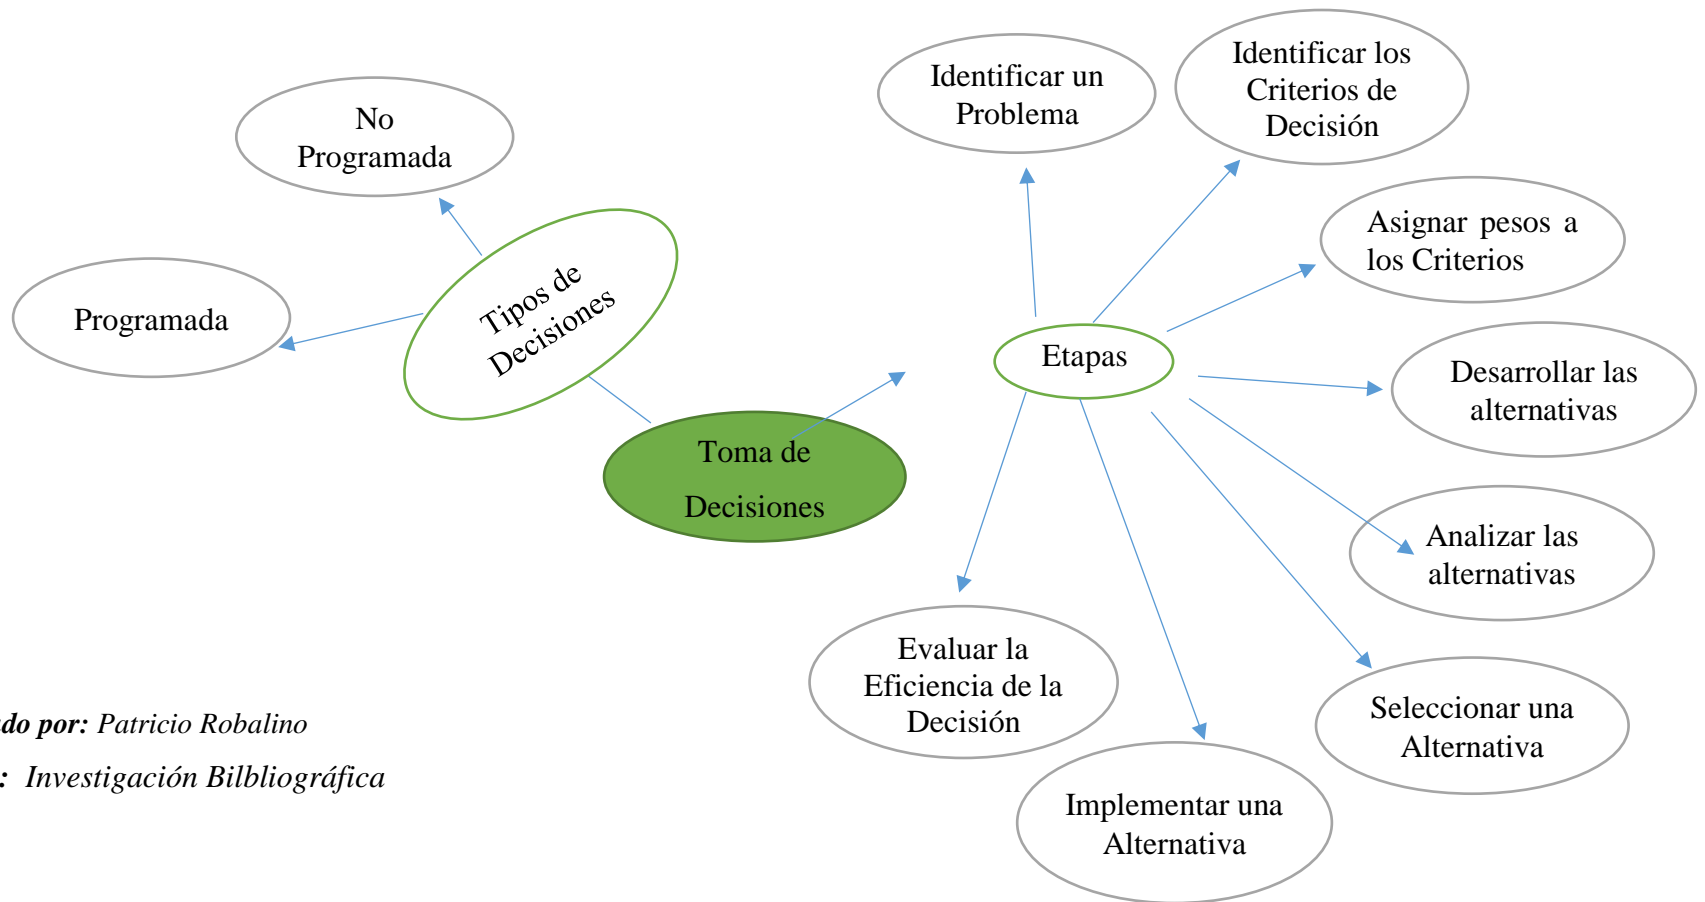 No
Programada
Programada
Tipos de
Decisiones
Toma de
Decisiones
Etapas
Identificar un
Problema
Identificar los
Criterios de
Decisión
Asignar pesos a
los Criterios
Desarrollar las
alternativas
Analizar las
alternativas
Seleccionar una
Alternativa
Implementar una
Alternativa
Evaluar la
Eficiencia de la
Decisión
do por: Patricio Robalino
: Investigación Bilbliográfica